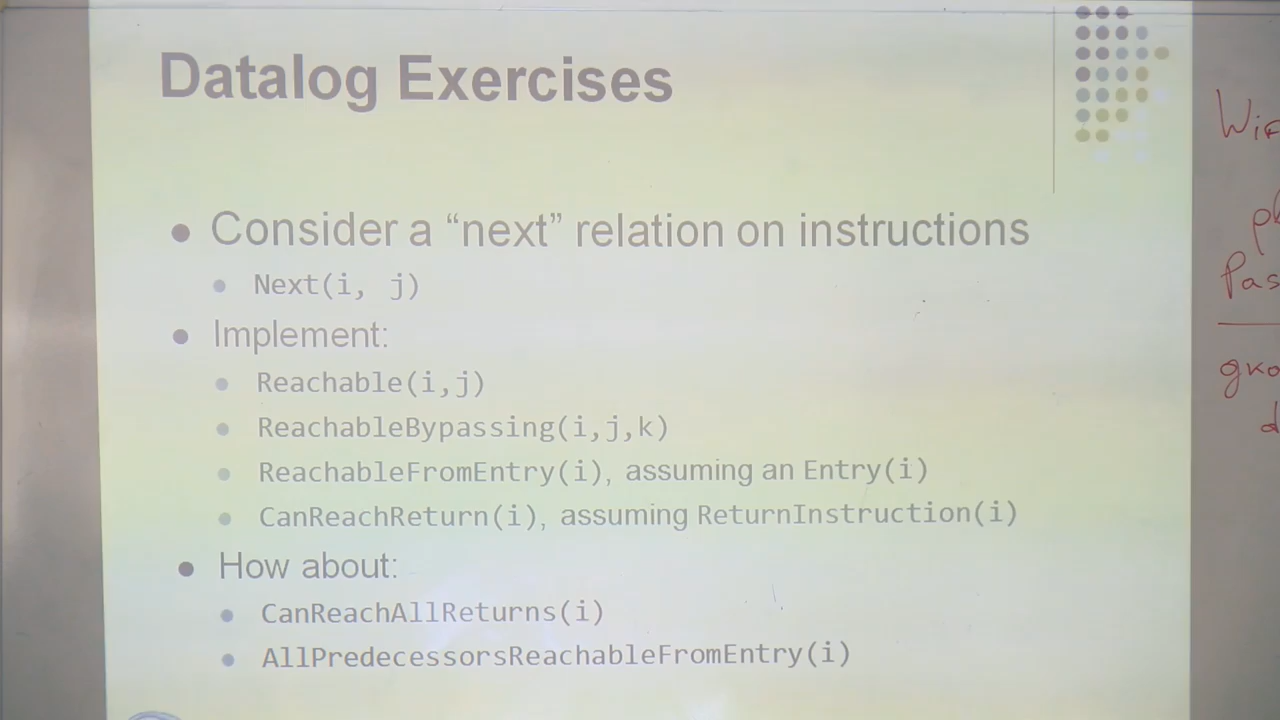 Datalog Exercises
• Consider a “next” relation on instructions
• Next(i, j)
• Implement:
• Reachable(i,j)
• ReachableBypassing(i,j,k)
• ReachableFromEntry(i), assuming an Entry(i)
• CanReachReturn(i), assuming ReturnInstruction(i)
• How about:
• CanReachAllReturns(i)
• AllPredecessorsReachableFromEntry(i)